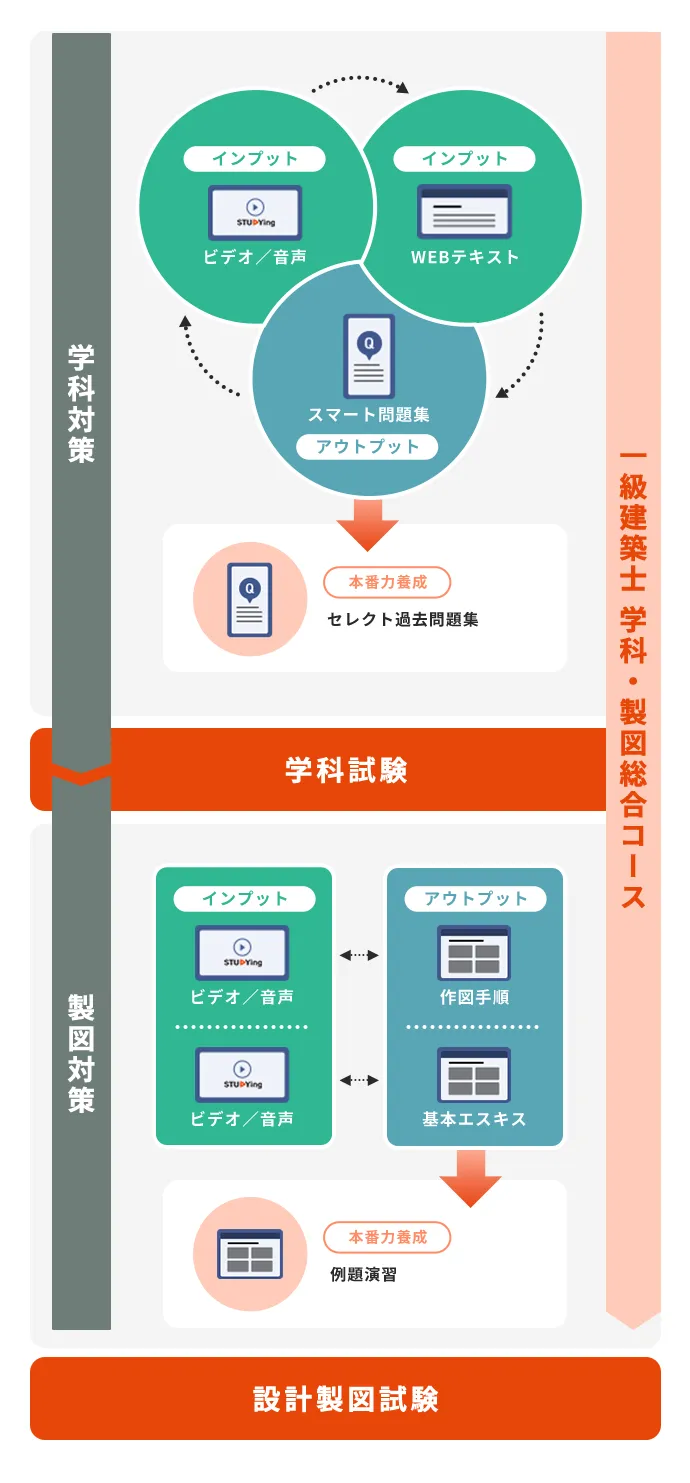 インプット
STUDYing
ビデオ／音声
インプット
WEBテキスト
Q
スマート問題集
アウトプット
学科対策
Q
本番力養成
セレクト過去問題集
一級建築士 学科・製図総合コース
学科試験
製図対策
インプット
STUDYing
ビデオ／音声
STUDYing
ビデオ／音声
アウトプット
作図手順
基本エスキス
本番力養成
例題演習
設計製図試験